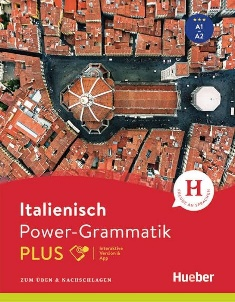 A1
A2
H
Italienisch
Power-Grammatik
PLUS
Interaktive
Version &
App
ZUM ÜBEN & NACHSCHLAGEN
Hueber